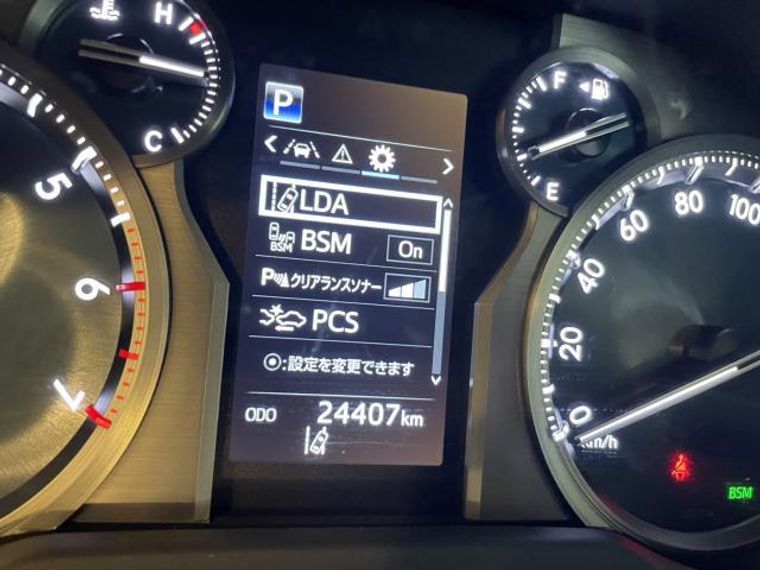 H
C
5
6
7
P
LDA
BSM
BSM On
P クリアランスソナー
PCS
:設定を変更できます
ODO 24407km
F
E
100
80
60
40
20
0
km/h
BSM